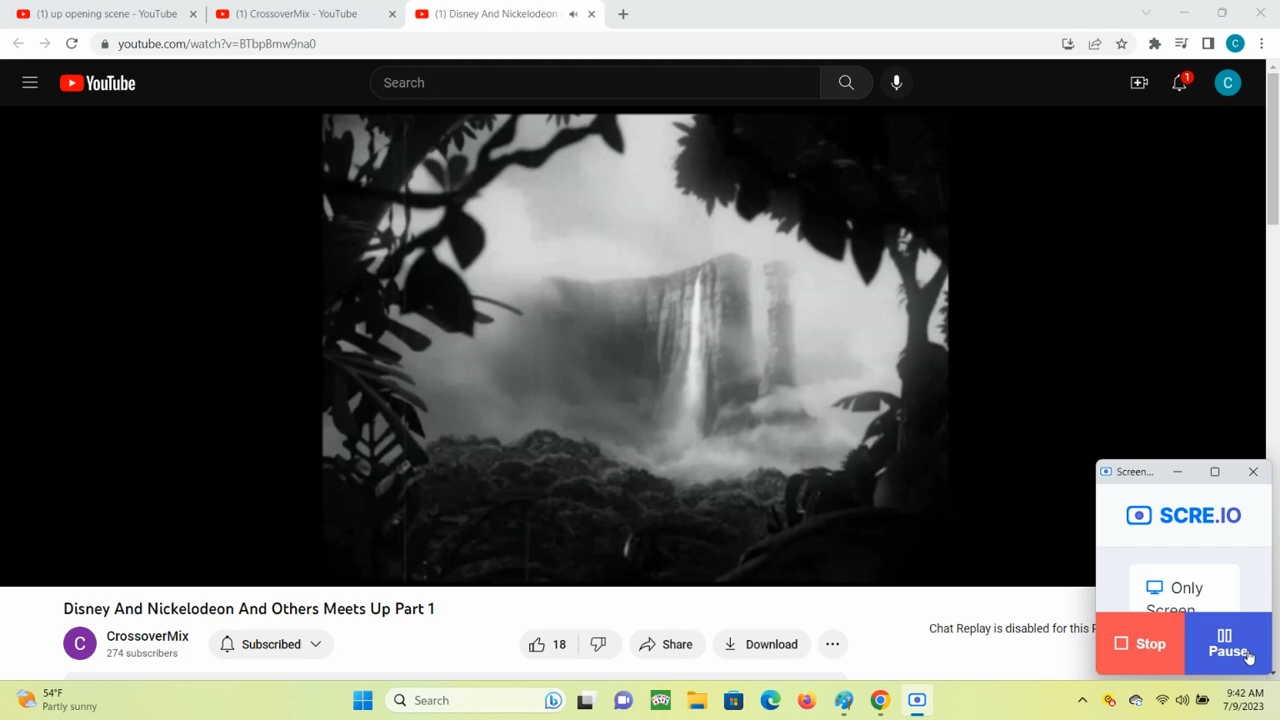 (1) up opening scene - YouTube
(1) CrossoverMix - YouTube
(1) Disney And Nickelodeon
youtube.com/watch?v=BTbpBmw9na0
C
YouTube
Search
1
C
Screen...
SCRE.IO
Only
Screen
Stop
Pause
Disney And Nickelodeon And Others Meets Up Part 1
C
CrossoverMix
274 subscribers
Subscribed
18
Share
Download
Chat Replay is disabled for this
54°F
Partly sunny
Search
9:42 AM
7/9/2023